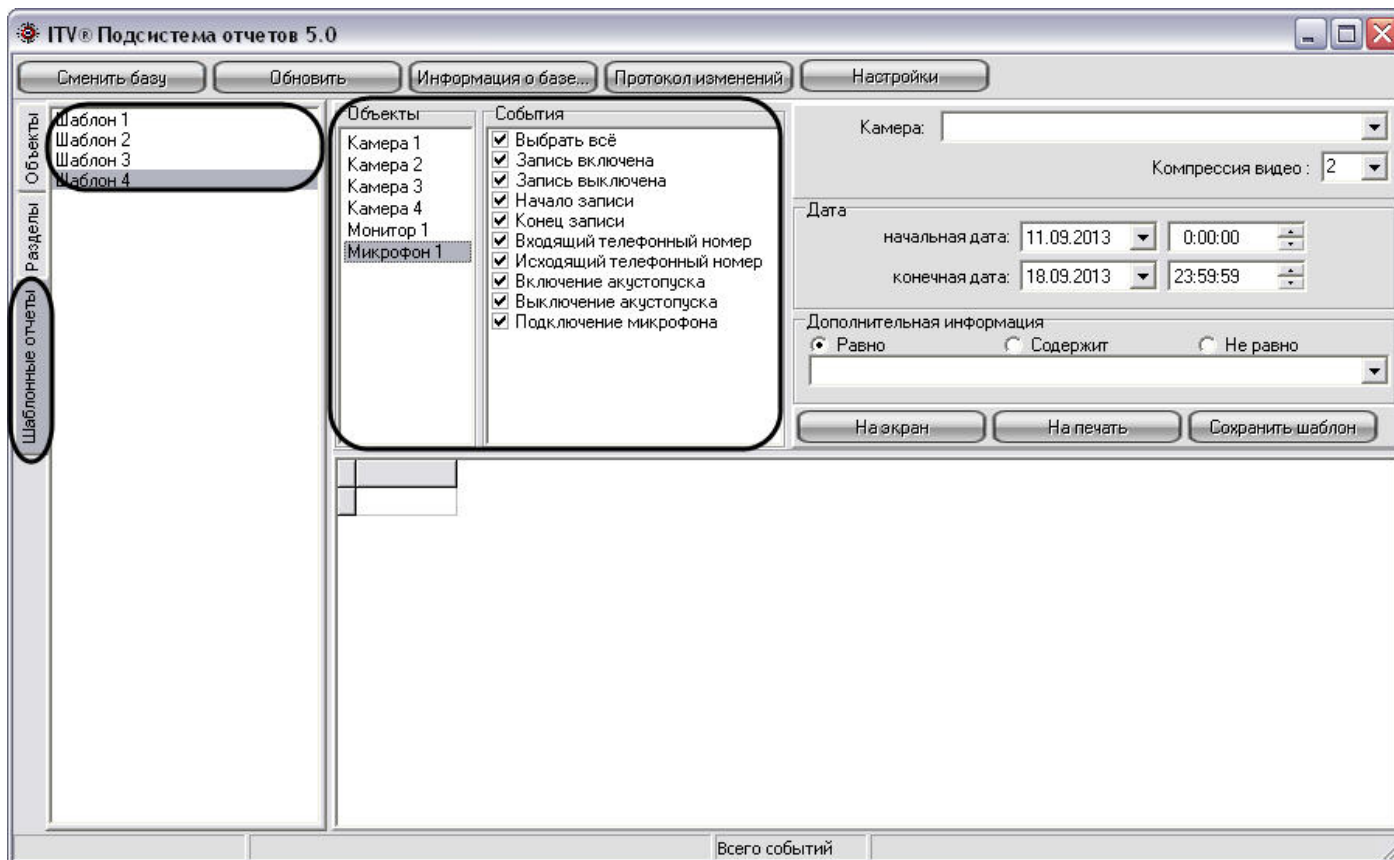 ITV® Подсистема отчетов 5.0
Сменить базу
Обновить
Информация о базе...
Протокол изменений
Настройки
Объекты
Разделы
Шаблонные отчеты
Шаблон 1
Шаблон 2
Шаблон 3
Шаблон 4
Объекты
Камера 1
Камера 2
Камера 3
Камера 4
Монитор 1
Микрофон 1
События
Выбрать всё
Запись включена
Запись выключена
Начало записи
Конец записи
Входящий телефонный номер
Исходящий телефонный номер
Включение акустопуска
Выключение акустопуска
Подключение микрофона
Камера:
Компрессия видео : 2
Дата
начальная дата: 11.09.2013 0:00:00
конечная дата: 18.09.2013 23:59:59
Дополнительная информация
Равно Содержит Не равно
На экран
На печать
Сохранить шаблон
Всего событий